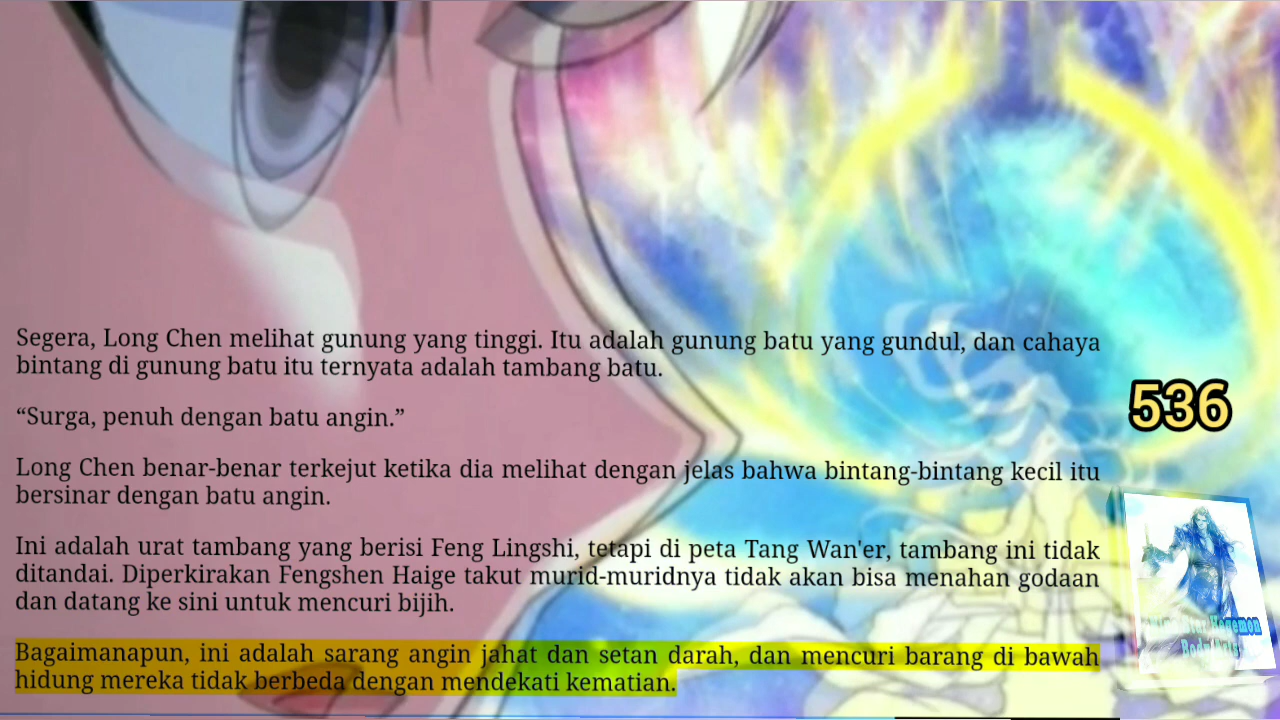 Segera, Long Chen melihat gunung yang tinggi. Itu adalah gunung batu yang gundul, dan cahaya
bintang di gunung batu itu ternyata adalah tambang batu.
“Surga, penuh dengan batu angin.”
Long Chen benar-benar terkejut ketika dia melihat dengan jelas bahwa bintang-bintang kecil itu
bersinar dengan batu angin.
Ini adalah urat tambang yang berisi Feng Lingshi, tetapi di peta Tang Wan'er, tambang ini tidak
ditandai. Diperkirakan Fengshen Haige takut murid-muridnya tidak akan bisa menahan godaan
dan datang ke sini untuk mencuri bijih.
Bagaimanapun, ini adalah sarang angin jahat dan setan darah, dan mencuri barang di bawah
hidung mereka tidak berbeda dengan mendekati kematian.
536
Star Hegemon